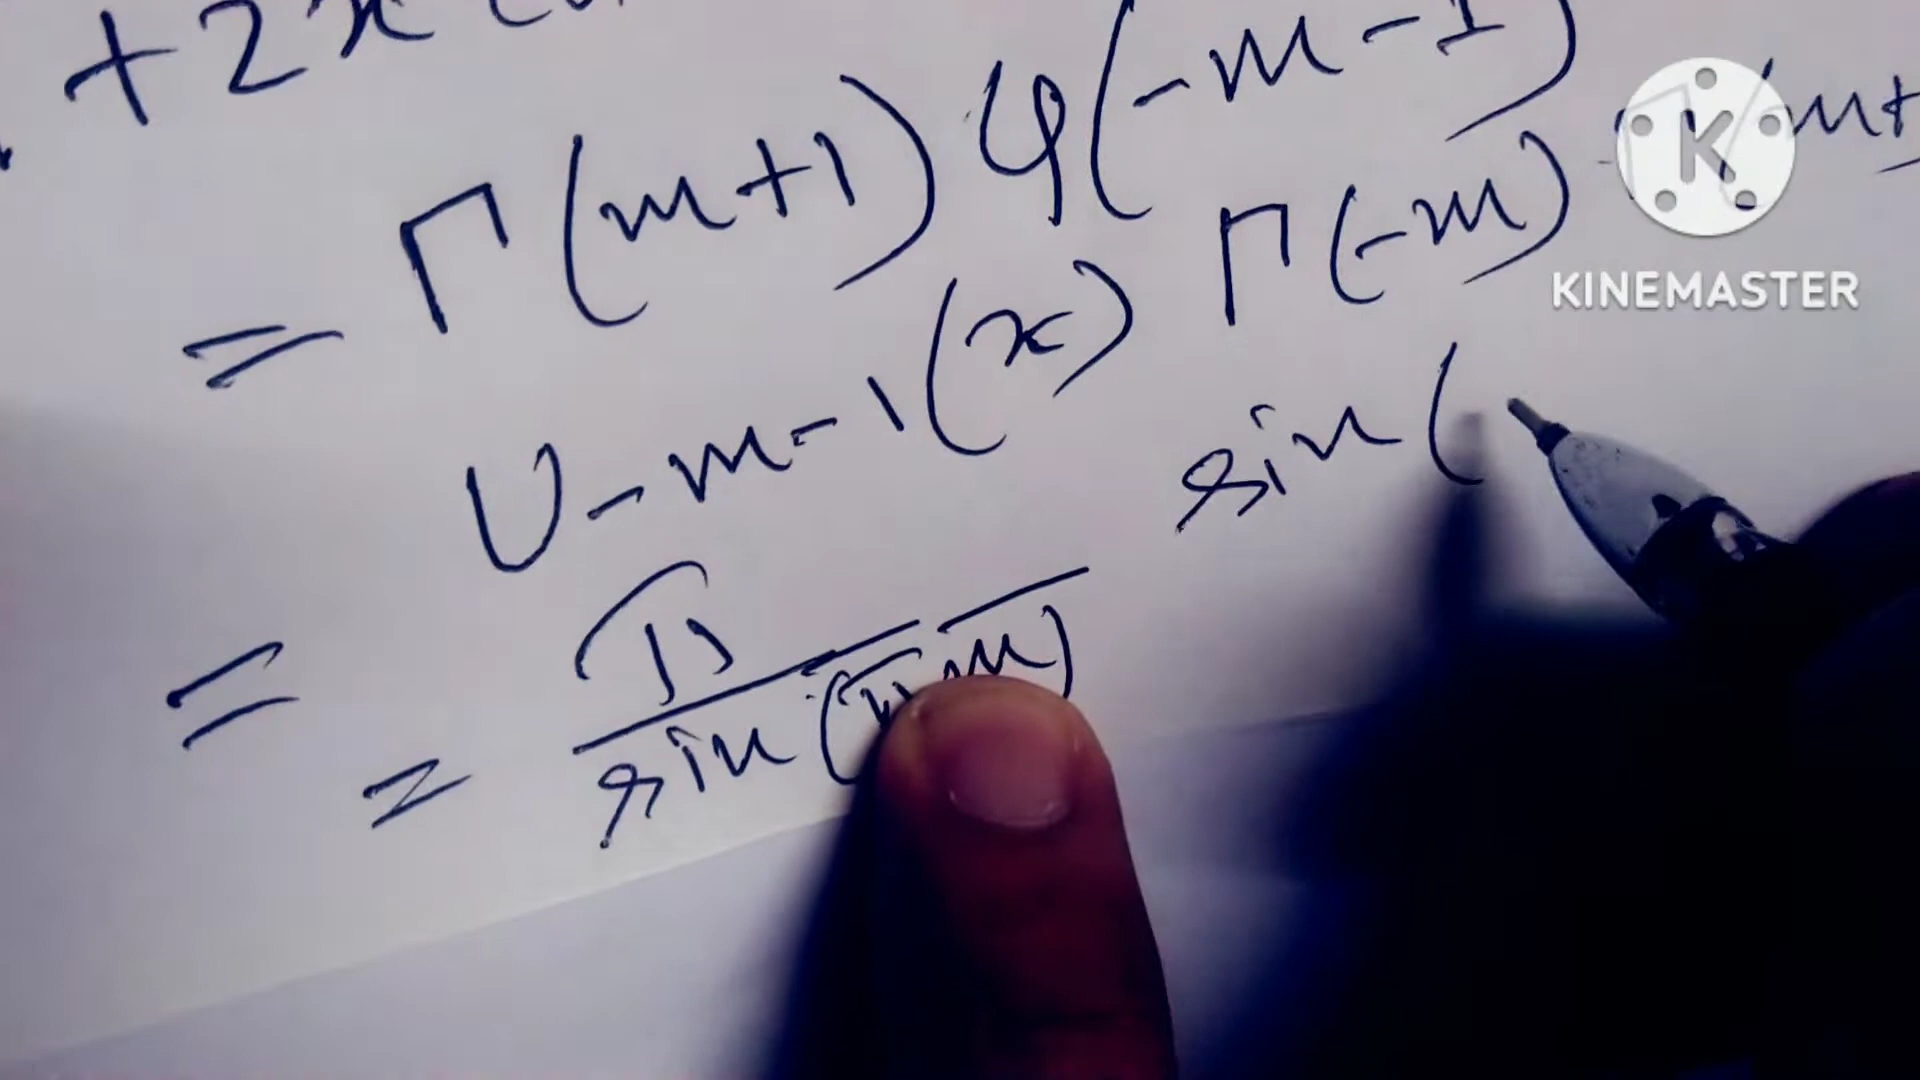 + 2x
= Γ(m+1) φ(-m-1)
U-m-1(x) Γ(-m) Γ(m+
= sin(
= π
sin(πm)
KINEMASTER